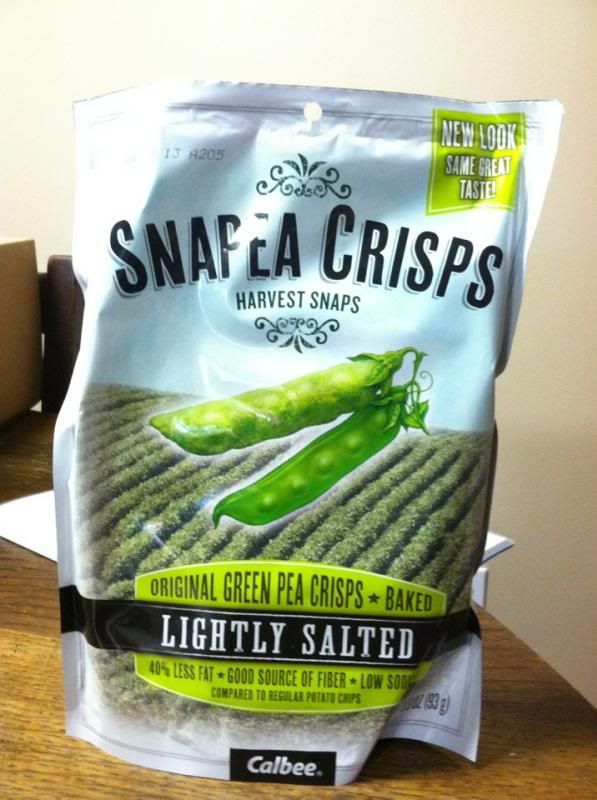 13 A205
NEW LOOK
SAME GREAT
TASTE!
SNAPEA CRISPS
HARVEST SNAPS
ORIGINAL GREEN PEA CRISPS ★ BAKED
LIGHTLY SALTED
40% LESS FAT ★ GOOD SOURCE OF FIBER ★ LOW
COMPARED TO REGULAR POTATO CHIPS
oz (93 g)
Calbee®